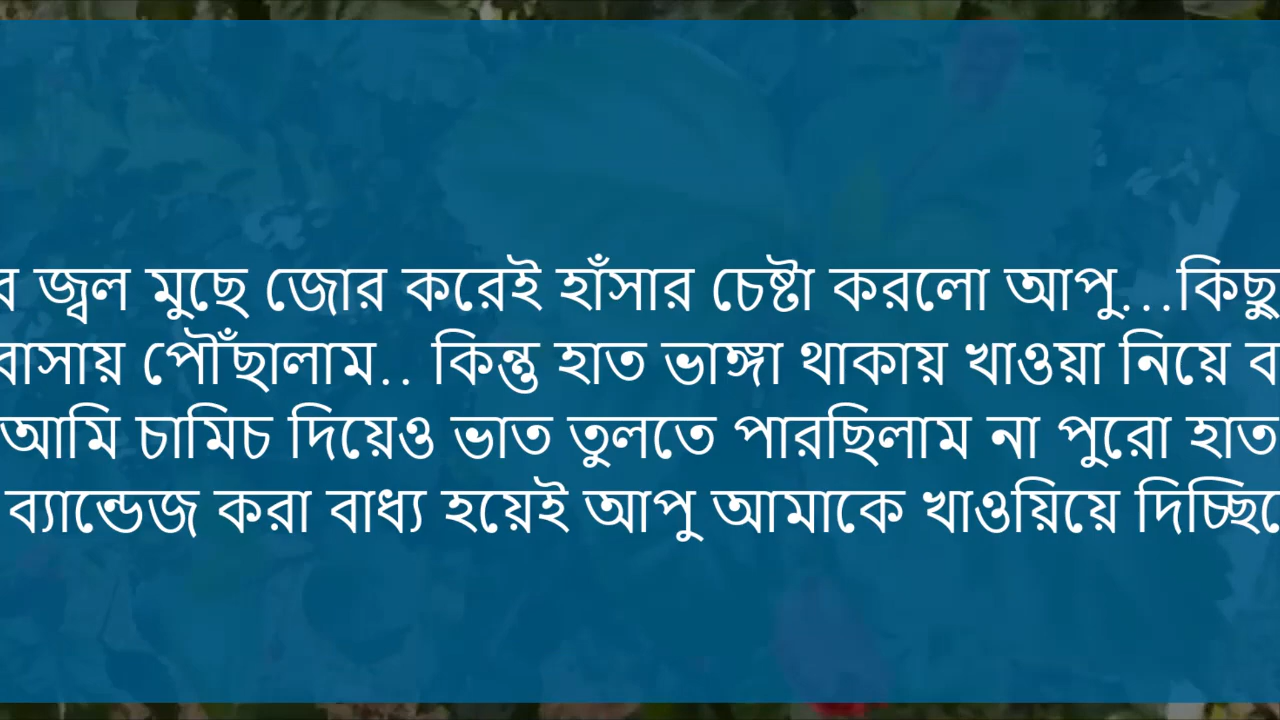 র জ্বল মুছে জোর করেই হাঁসার চেষ্টা করলো আপু...কিছু
বাসায় পৌঁছালাম.. কিন্তু হাত ভাঙ্গা থাকায় খাওয়া নিয়ে ব
আমি চামিচ দিয়েও ভাত তুলতে পারছিলাম না পুরো হাত
ব্যান্ডেজ করা বাধ্য হয়েই আপু আমাকে খাওয়িয়ে দিচ্ছিলে